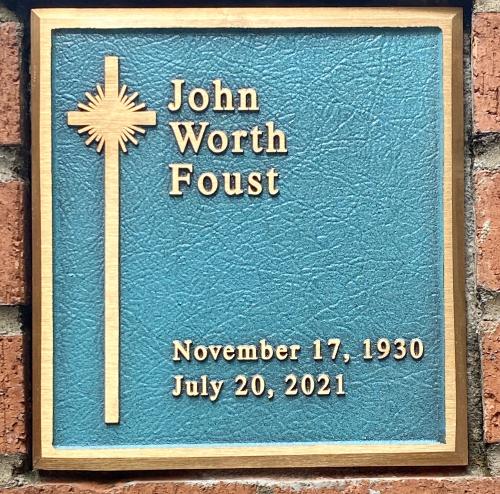 John
Worth
Foust
November 17, 1930
July 20, 2021